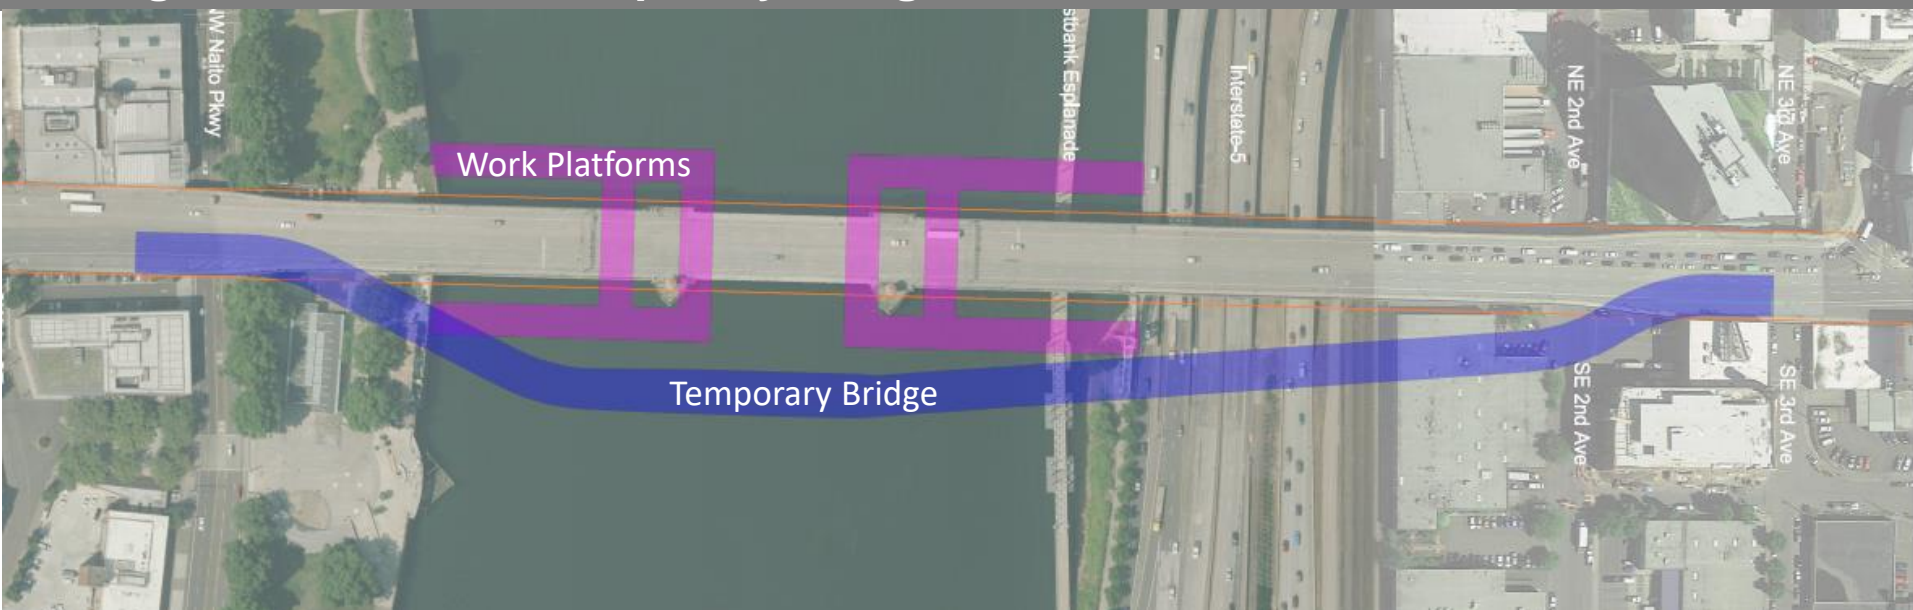 NW Naito Pkwy
Work Platforms
Temporary Bridge
stbank Esplanade
Interstate-5
NE 2nd Ave
NE 3rd Ave
SE 2nd Ave
SE 3rd Ave